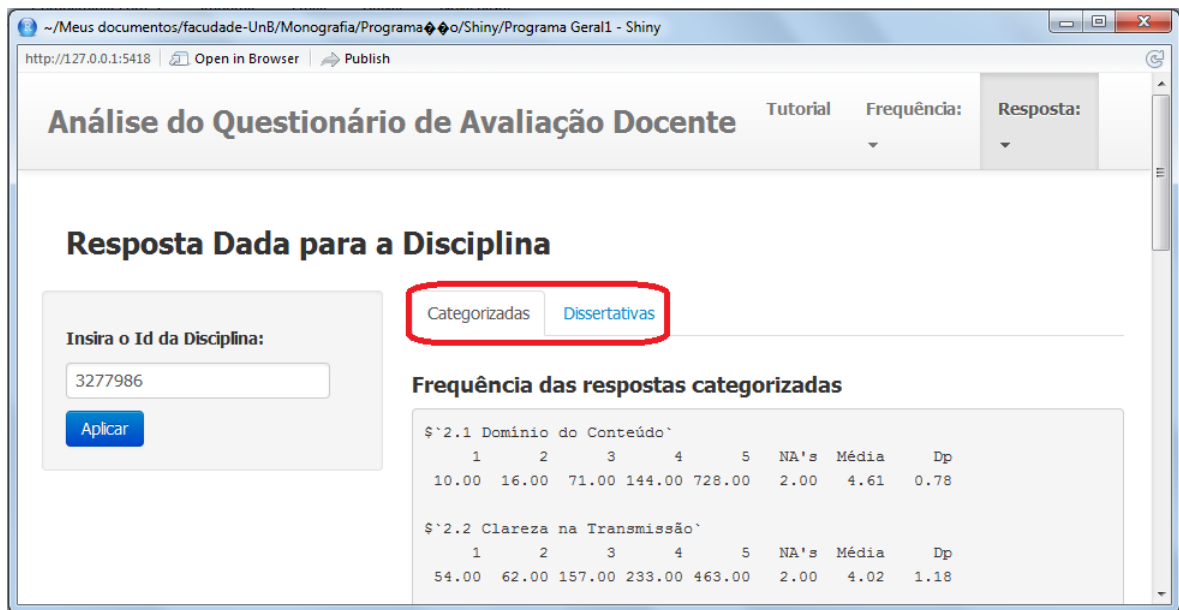 ~/Meus documentos/facudade-UnB/Monografia/Programa��o/Shiny/Programa Geral1 - Shiny
http://127.0.0.1:5418 Open in Browser Publish
Análise do Questionário de Avaliação Docente Tutorial Frequência: Resposta:
Resposta Dada para a Disciplina
Insira o Id da Disciplina:
3277986
Aplicar
Categorizadas Dissertativas
Frequência das respostas categorizadas
$`2.1 Domínio do Conteúdo`
1 2 3 4 5 NA's Média Dp
10.00 16.00 71.00 144.00 728.00 2.00 4.61 0.78
$`2.2 Clareza na Transmissão`
1 2 3 4 5 NA's Média Dp
54.00 62.00 157.00 233.00 463.00 2.00 4.02 1.18